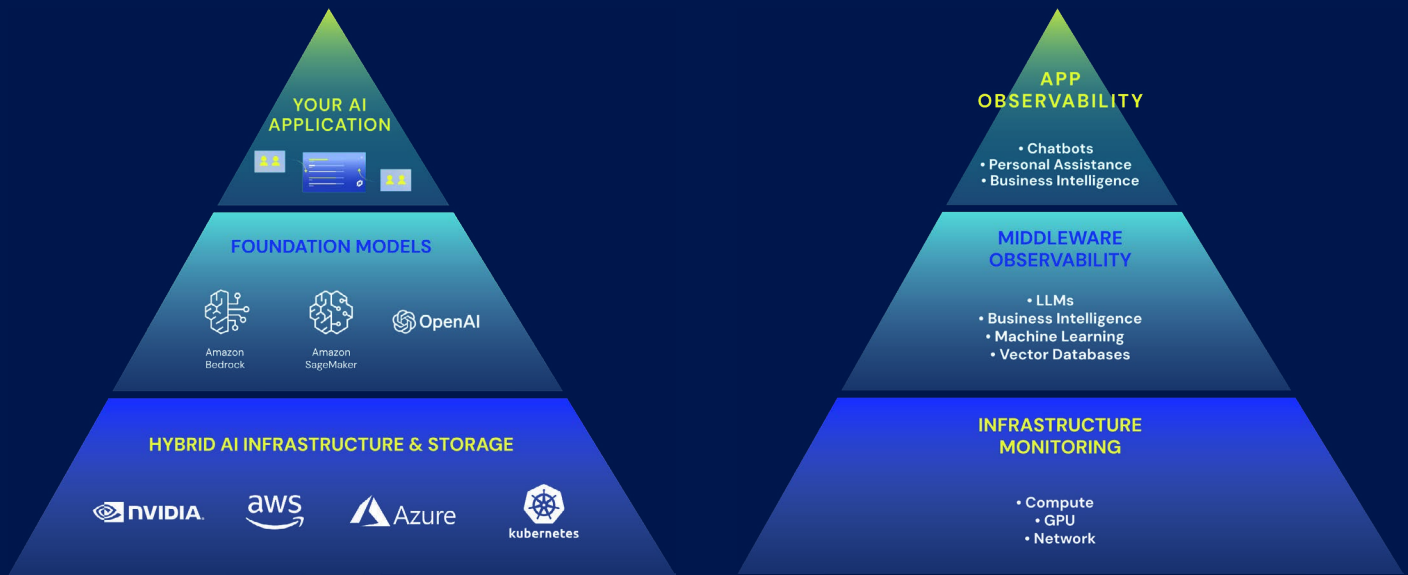 YOUR AI
APPLICATION
FOUNDATION MODELS
Amazon
Bedrock
Amazon
SageMaker
OpenAI
HYBRID AI INFRASTRUCTURE & STORAGE
NVIDIA.
aws
Azure
kubernetes
APP
OBSERVABILITY
• Chatbots
• Personal Assistance
• Business Intelligence
MIDDLEWARE
OBSERVABILITY
• LLMs
• Business Intelligence
• Machine Learning
• Vector Databases
INFRASTRUCTURE
MONITORING
• Compute
• GPU
• Network